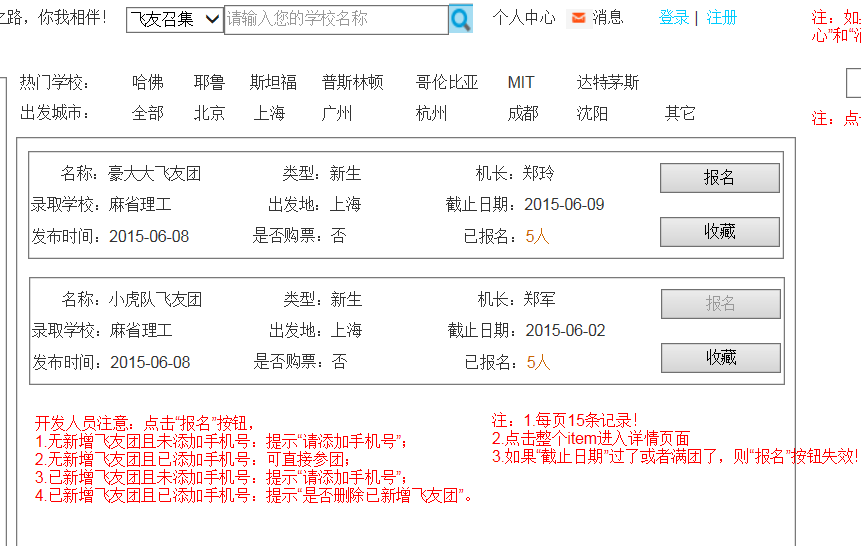 之路，你我相伴！ 飞友召集 请输入您的学校名称 个人中心 消息 登录 | 注册
注：如
心”和“
热门学校： 哈佛 耶鲁 斯坦福 普斯林顿 哥伦比亚 MIT 达特茅斯
出发城市： 全部 北京 上海 广州 杭州 成都 沈阳 其它
注：点
名称：豪大大飞友团 类型：新生 机长：郑玲 报名
录取学校：麻省理工 出发地：上海 截止日期：2015-06-09
发布时间：2015-06-08 是否购票：否 已报名：5人 收藏
名称：小虎队飞友团 类型：新生 机长：郑军 报名
录取学校：麻省理工 出发地：上海 截止日期：2015-06-02
发布时间：2015-06-08 是否购票：否 已报名：5人 收藏
开发人员注意：点击“报名”按钮，
1.无新增飞友团且未添加手机号：提示“请添加手机号”；
2.无新增飞友团且已添加手机号：可直接参团；
3.已新增飞友团且未添加手机号：提示“请添加手机号”；
4.已新增飞友团且已添加手机号：提示“是否删除已新增飞友团”。
注：1.每页15条记录！
2.点击整个item进入详情页面
3.如果“截止日期”过了或者满团了，则“报名”按钮失效！